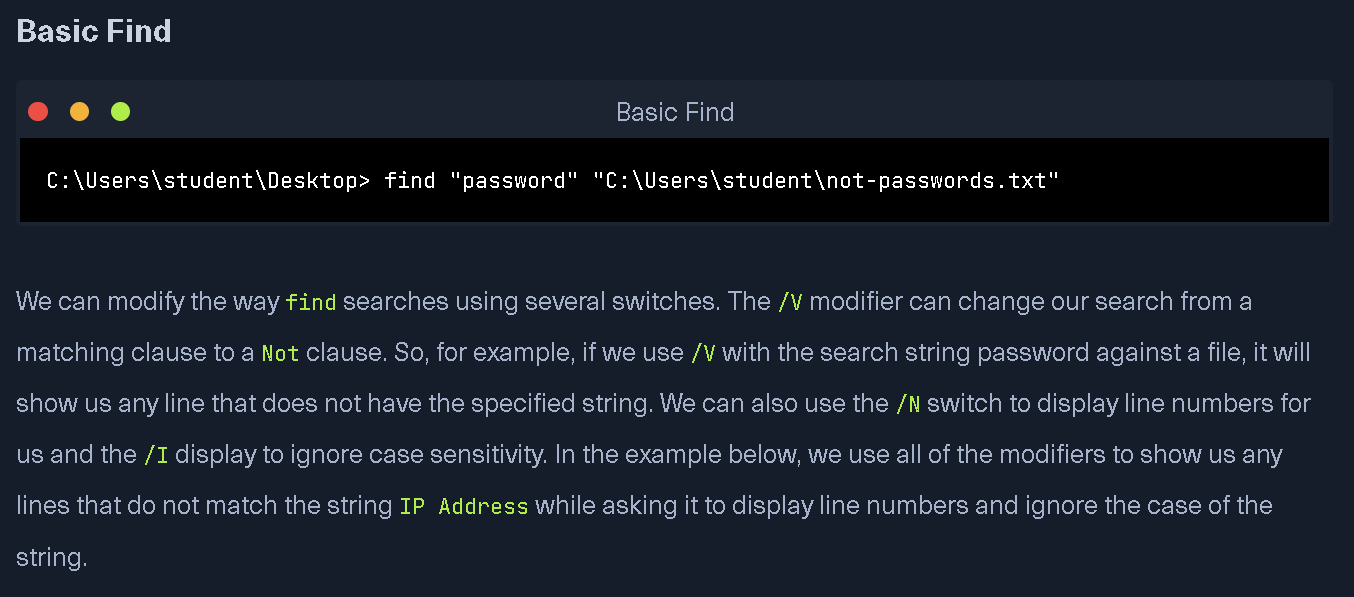 Basic Find
Basic Find
C:\Users\student\Desktop> find "password" "C:\Users\student\not-passwords.txt"
We can modify the way find searches using several switches. The /V modifier can change our search from a
matching clause to a Not clause. So, for example, if we use /V with the search string password against a file, it will
show us any line that does not have the specified string. We can also use the /N switch to display line numbers for
us and the /I display to ignore case sensitivity. In the example below, we use all of the modifiers to show us any
lines that do not match the string IP Address while asking it to display line numbers and ignore the case of the
string.